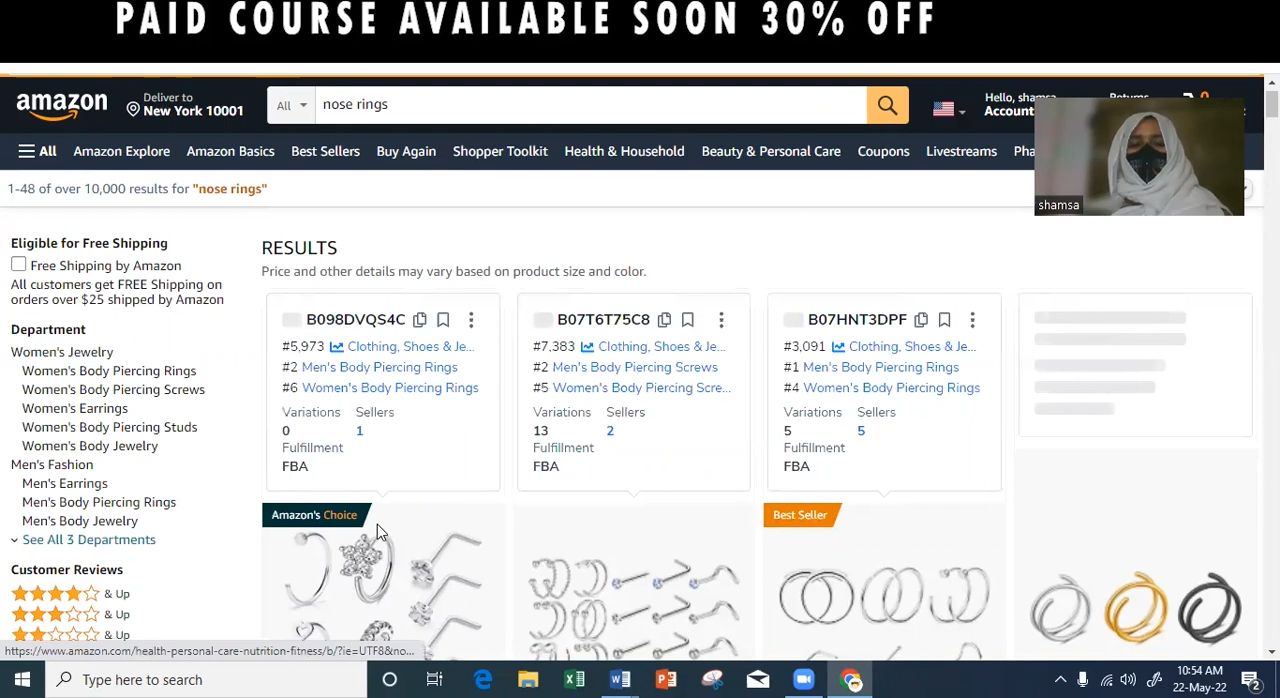 PAID COURSE AVAILABLE SOON 30% OFF
amazon
Deliver to
New York 10001
All
nose rings
Hello, shamsa
Account
Returns
0
All
Amazon Explore
Amazon Basics
Best Sellers
Buy Again
Shopper Toolkit
Health & Household
Beauty & Personal Care
Coupons
Livestreams
Pha
shamsa
1-48 of over 10,000 results for "nose rings"
Eligible for Free Shipping
Free Shipping by Amazon
All customers get FREE Shipping on
orders over $25 shipped by Amazon
Department
Women's Jewelry
Women's Body Piercing Rings
Women's Body Piercing Screws
Women's Earrings
Women's Body Piercing Studs
Women's Body Jewelry
Men's Fashion
Men's Earrings
Men's Body Piercing Rings
Men's Body Jewelry
See All 3 Departments
Customer Reviews
& Up
& Up
& Up
RESULTS
Price and other details may vary based on product size and color.
B098DVQS4C
#5,973 Clothing, Shoes & Je...
#2 Men's Body Piercing Rings
#6 Women's Body Piercing Rings
Variations Sellers
0 1
Fulfillment
FBA
Amazon's Choice
B07T6T75C8
#7,383 Clothing, Shoes & Je...
#2 Men's Body Piercing Screws
#5 Women's Body Piercing Scre...
Variations Sellers
13 2
Fulfillment
FBA
B07HNT3DPF
#3,091 Clothing, Shoes & Je...
#1 Men's Body Piercing Rings
#4 Women's Body Piercing Rings
Variations Sellers
5 5
Fulfillment
FBA
Best Seller
https://www.amazon.com/health-personal-care-nutrition-fitness/b/?ie=UTF8&no...
Type here to search
10:54 AM
22-May-22
2